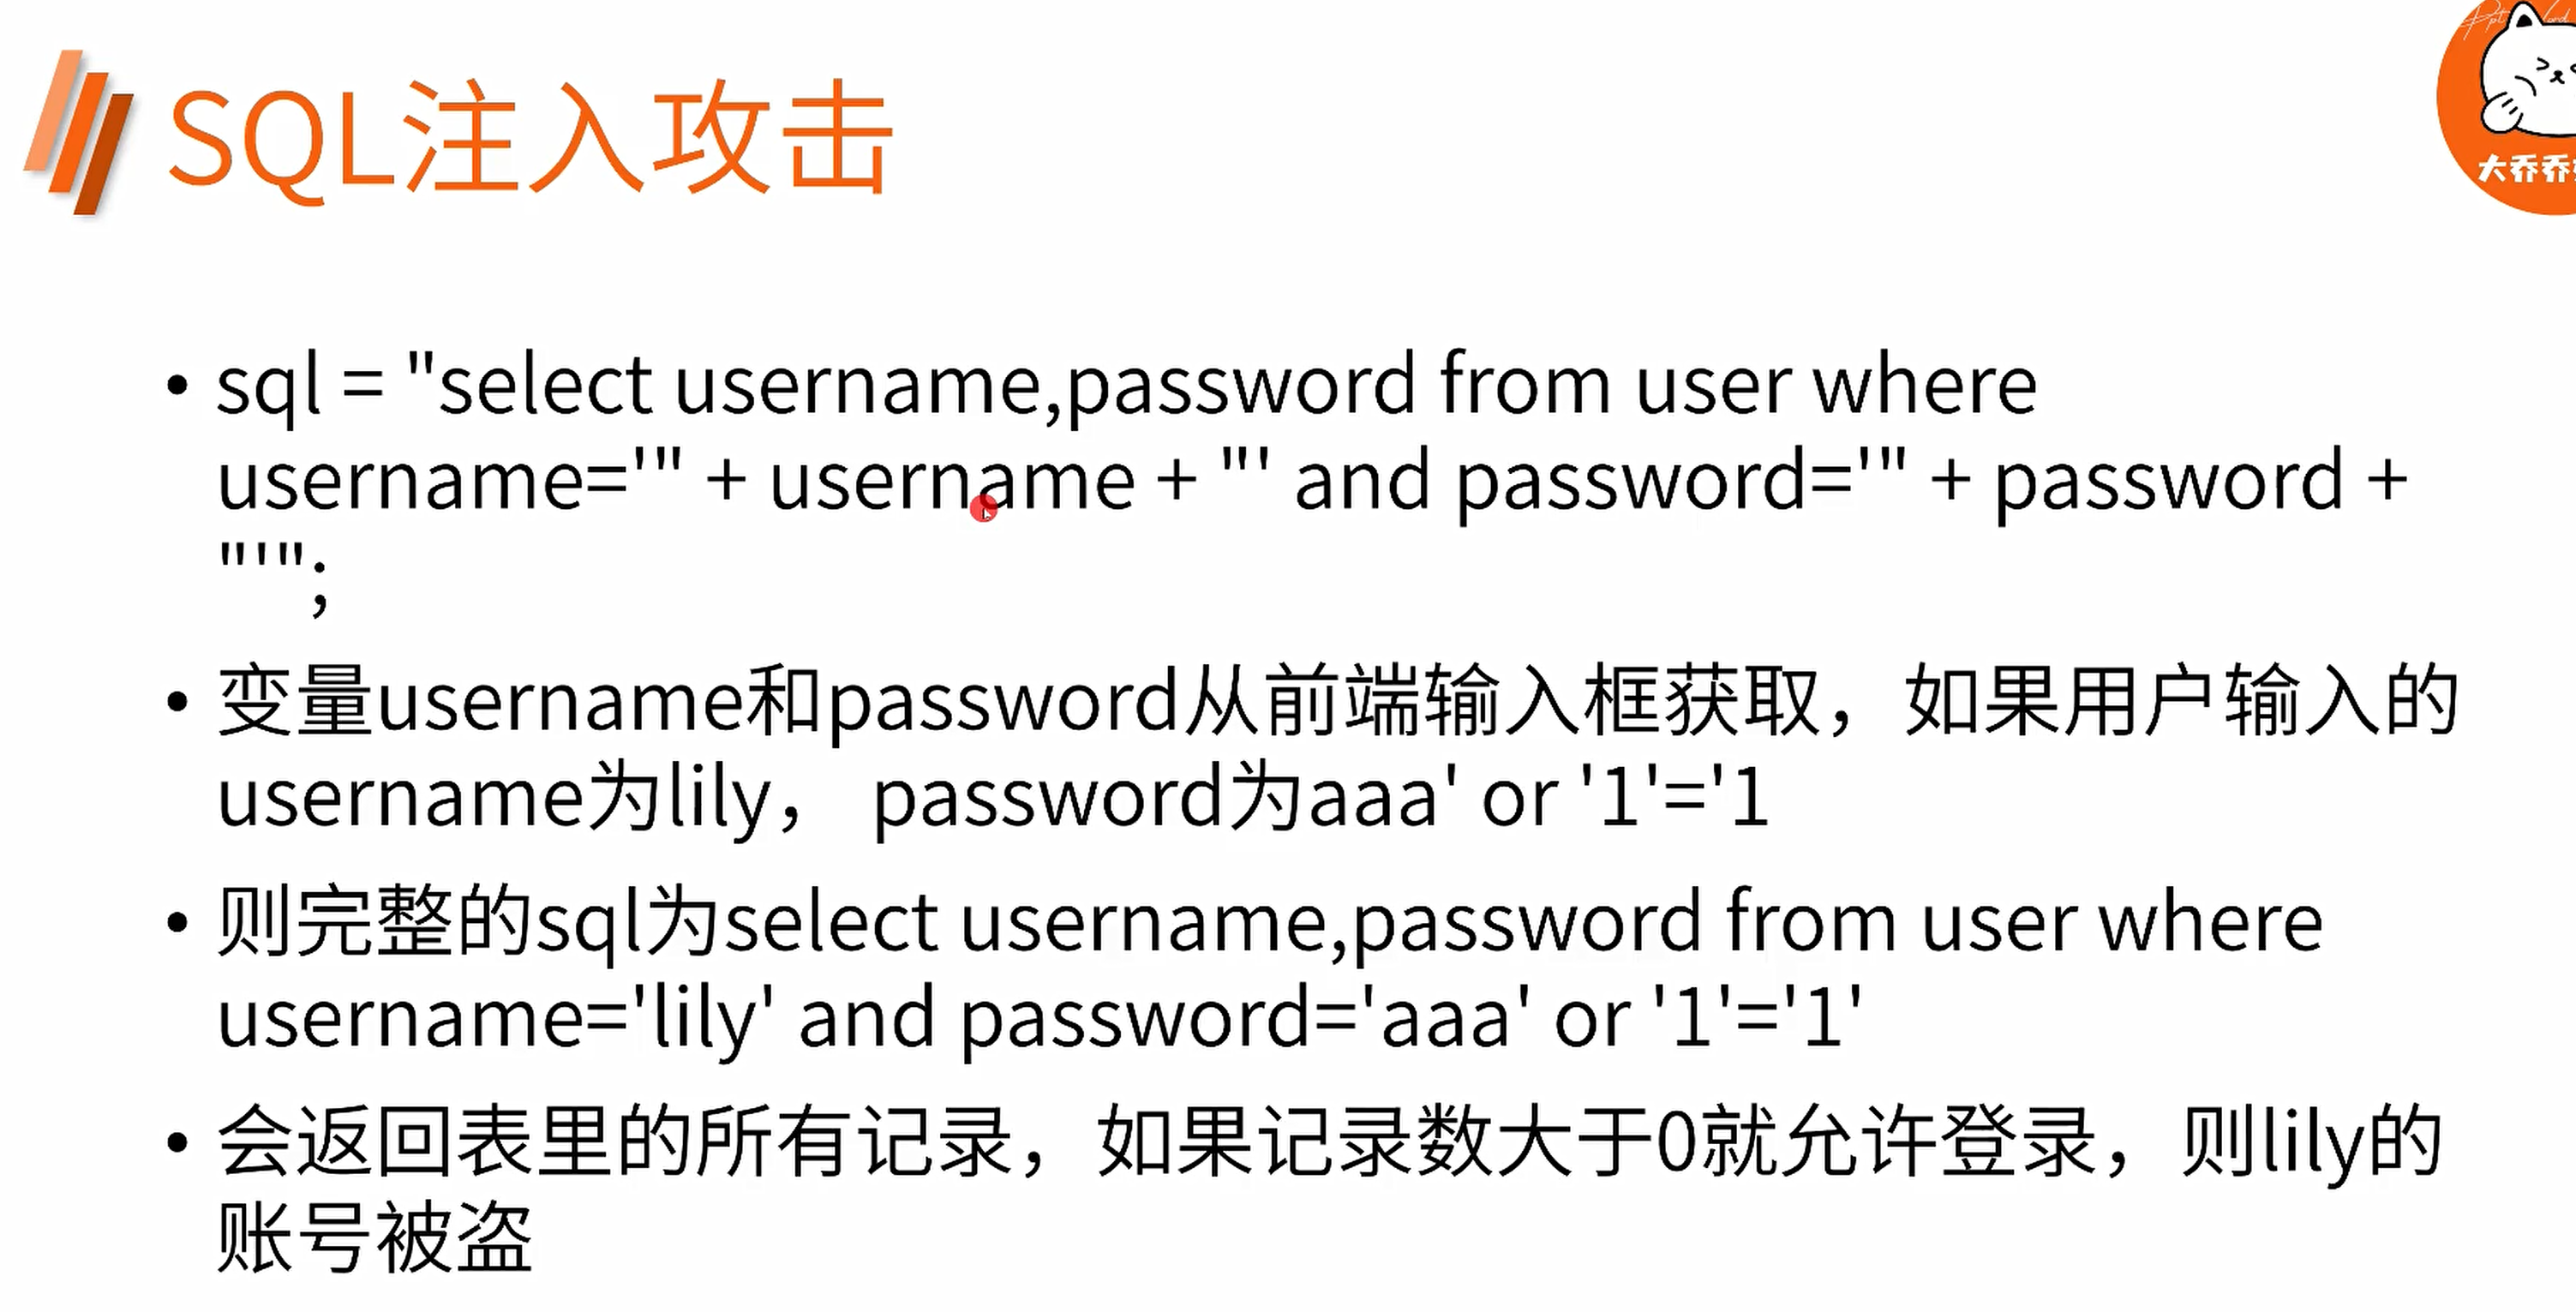 SQL注入攻击
大乔乔
• sql = "select username,password from user where
username='" + username + "' and password='" + password +
"'";
• 变量username和password从前端输入框获取，如果用户输入的
username为lily， password为aaa' or '1'='1
• 则完整的sql为select username,password from user where
username='lily' and password='aaa' or '1'='1'
• 会返回表里的所有记录，如果记录数大于0就允许登录，则lily的
账号被盗